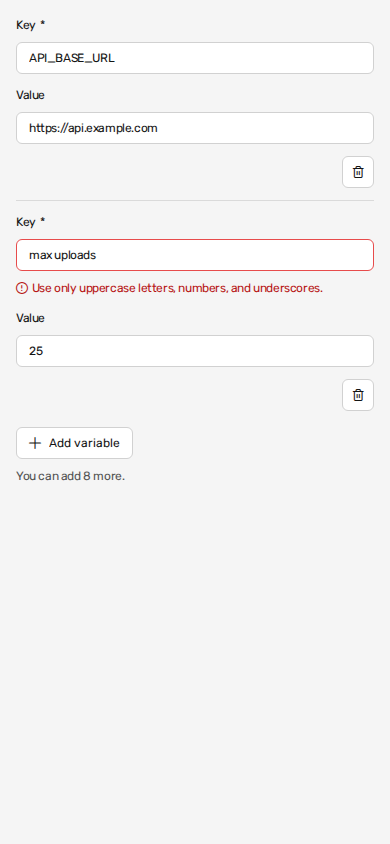 Key *
API_BASE_URL
Value
https://api.example.com
Key *
max uploads
Use only uppercase letters, numbers, and underscores.
Value
25
Add variable
You can add 8 more.